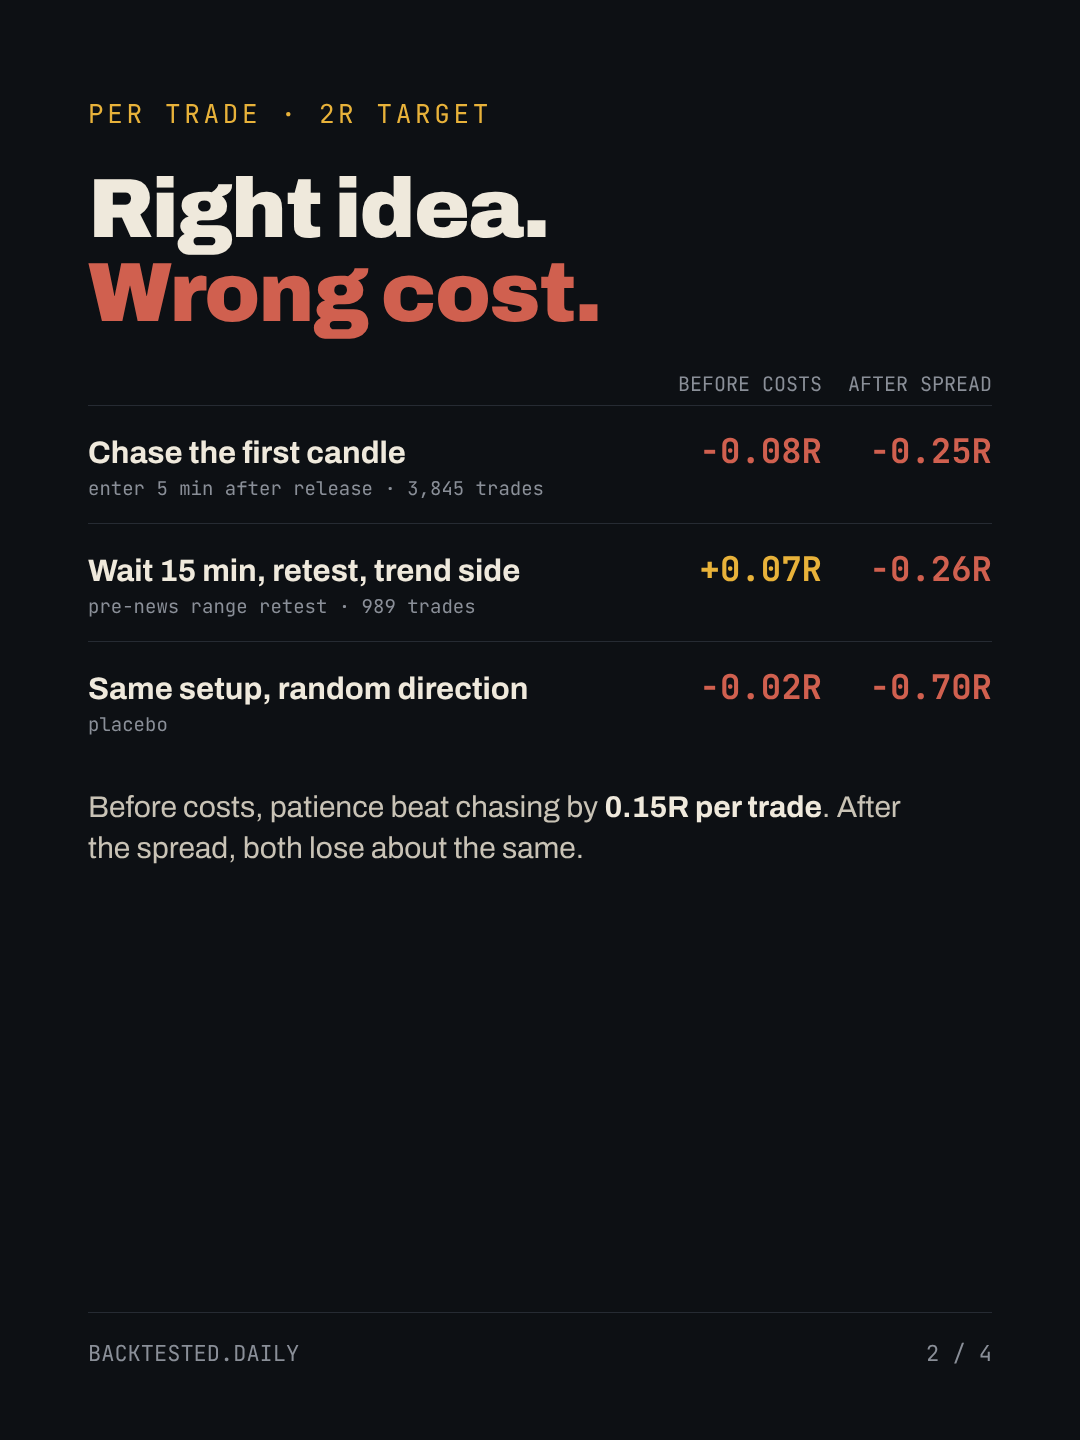 PER TRADE · 2R TARGET
Right idea.
Wrong cost.
BEFORE COSTS AFTER SPREAD
Chase the first candle -0.08R -0.25R
enter 5 min after release · 3,845 trades
Wait 15 min, retest, trend side +0.07R -0.26R
pre-news range retest · 989 trades
Same setup, random direction -0.02R -0.70R
placebo
Before costs, patience beat chasing by 0.15R per trade. After
the spread, both lose about the same.
BACKTESTED.DAILY 2 / 4